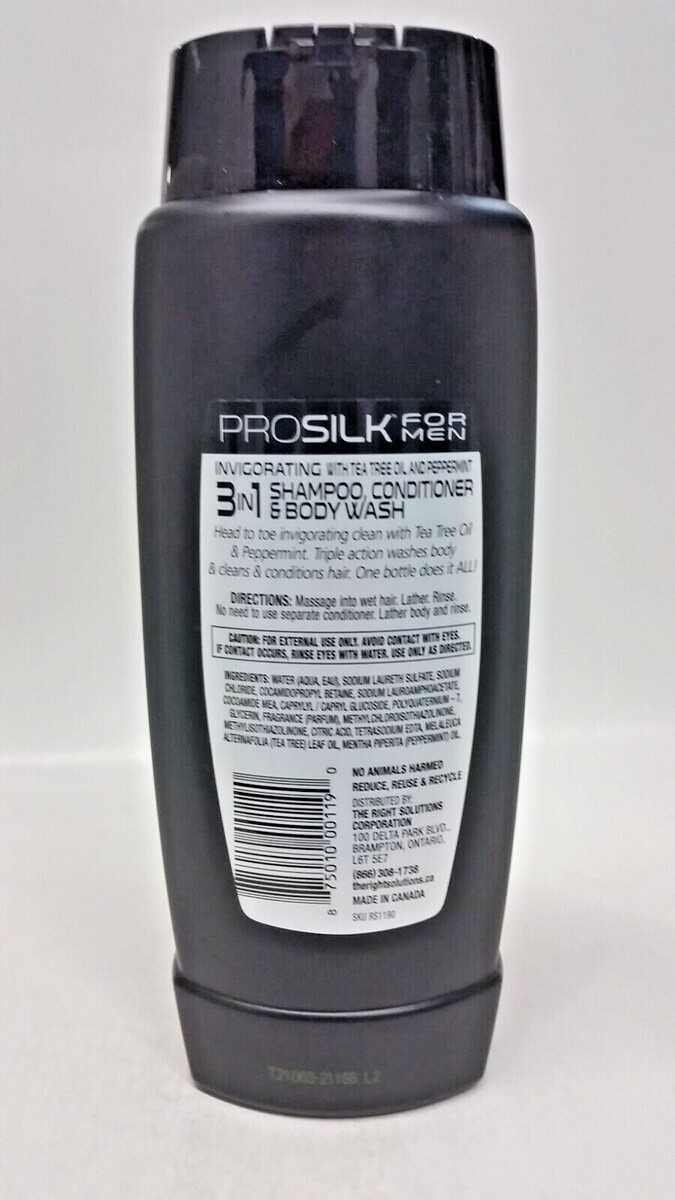 PROSILK™ FOR MEN
INVIGORATING WITH TEA TREE OIL AND PEPPERMINT
3IN1 SHAMPOO, CONDITIONER
& BODY WASH
Head to toe invigorating clean with Tea Tree Oil
& Peppermint. Triple action washes body
& cleans & conditions hair. One bottle does it ALL!
DIRECTIONS: Massage into wet hair. Lather. Rinse.
No need to use separate conditioner. Lather body and rinse.
CAUTION: FOR EXTERNAL USE ONLY. AVOID CONTACT WITH EYES.
IF CONTACT OCCURS, RINSE EYES WITH WATER. USE ONLY AS DIRECTED.
INGREDIENTS: WATER (AQUA, EAU), SODIUM LAURETH SULFATE, SODIUM
CHLORIDE, COCAMIDOPROPYL BETAINE, SODIUM LAUROAMPHOACETATE,
COCOAMIDE MEA, CAPRYLYL / CAPRYL GLUCOSIDE, POLYQUATERNIUM – 7,
GLYCERIN, FRAGRANCE (PARFUM), METHYLCHLOROISOTHIAZOLINONE,
METHYLISOTHIAZOLINONE, CITRIC ACID, TETRASODIUM EDTA, MELALEUCA
ALTERNAFOLIA (TEA TREE) LEAF OIL, MENTHA PIPERITA (PEPPERMINT) OIL.
8 75010 00119 0
NO ANIMALS HARMED
REDUCE, REUSE & RECYCLE
DISTRIBUTED BY:
THE RIGHT SOLUTIONS
CORPORATION
100 DELTA PARK BLVD.,
BRAMPTON, ONTARIO,
L6T 5E7
(866) 308-1738
therightsolutions.ca
MADE IN CANADA
SKU RS1190
L2